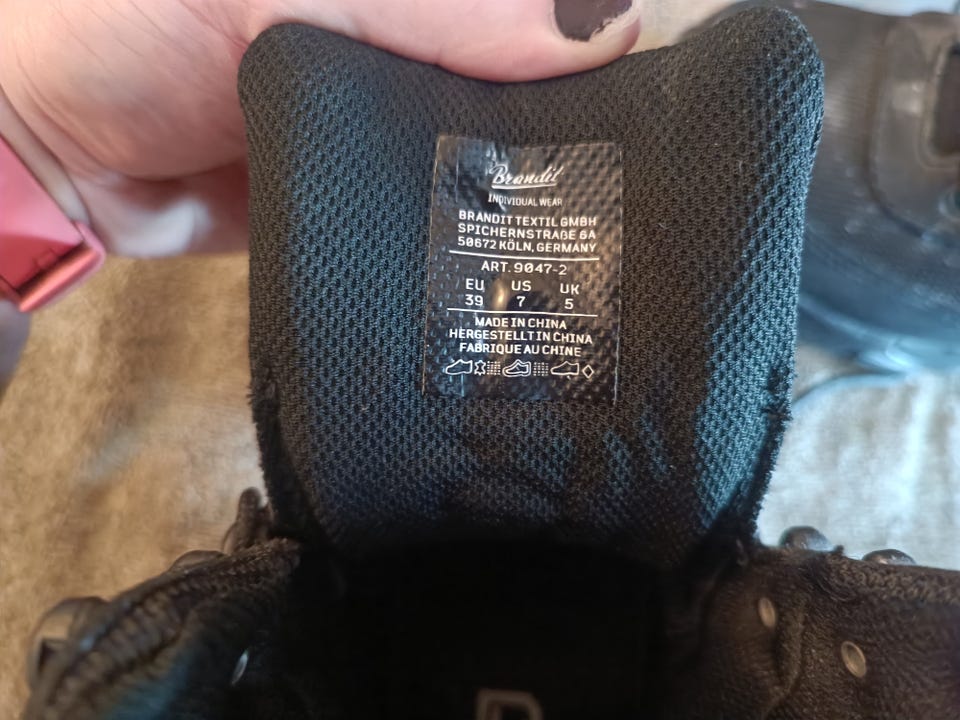 Brandit
INDIVIDUAL WEAR
BRANDIT TEXTIL GMBH
SPICHERNSTRAßE 6A
50672 KÖLN, GERMANY
ART. 9047-2
EU US UK
39 7 5
MADE IN CHINA
HERGESTELLT IN CHINA
FABRIQUE AU CHINE